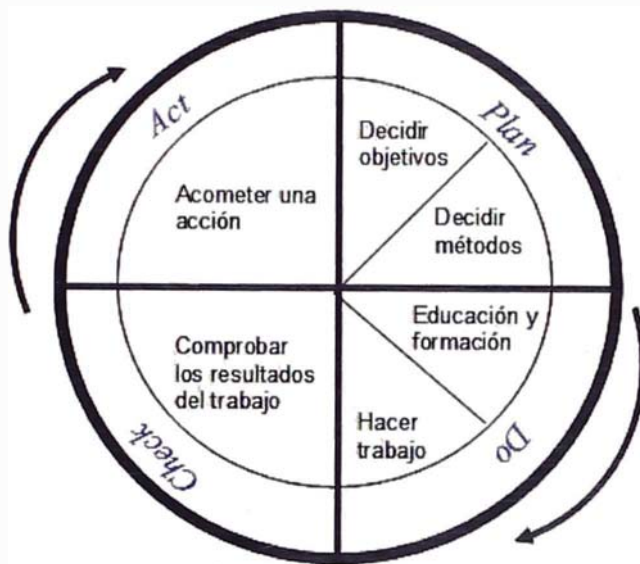 Act
Plan
Decidir
objetivos
Decidir
métodos
Acometer una
acción
Educación y
formación
Hacer
trabajo
Do
Comprobar
los resultados
del trabajo
Check